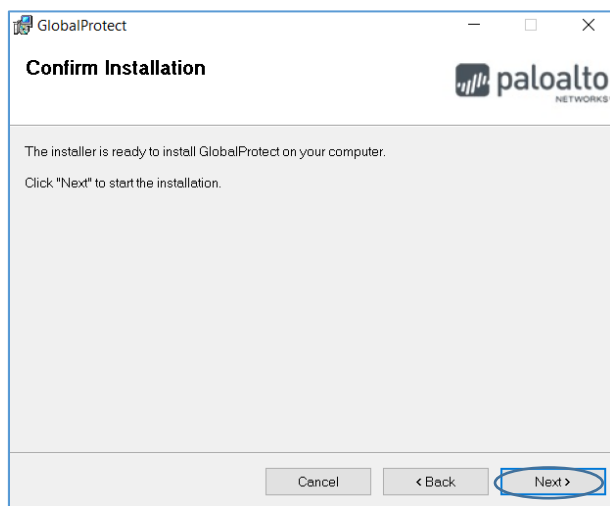 GlobalProtect
Confirm Installation
paloalto
NETWORKS
The installer is ready to install GlobalProtect on your computer.
Click "Next" to start the installation.
Cancel
< Back
Next >